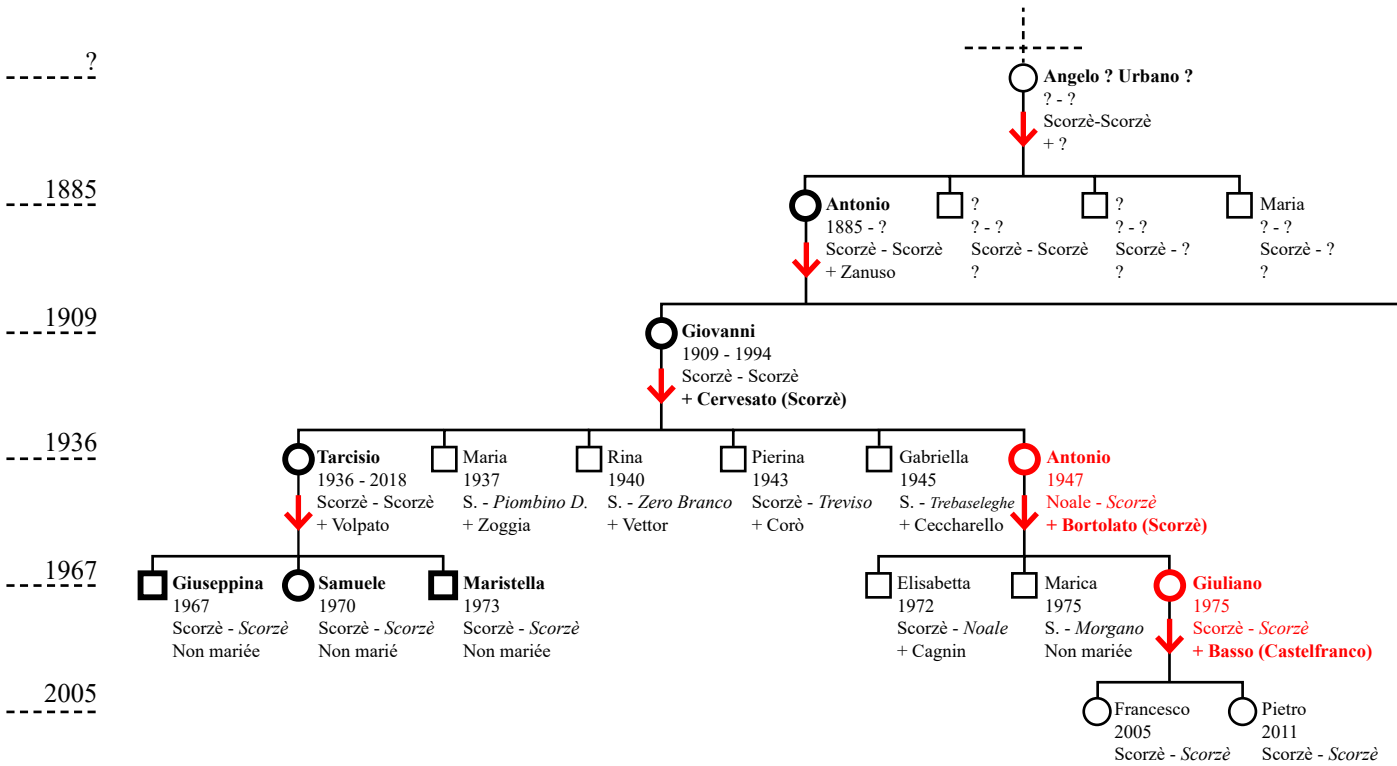 ?
Angelo ? Urbano ?
? - ?
Scorzè-Scorzè
+ ?
1885
Antonio
1885 - ?
Scorzè - Scorzè
+ Zanuso
?
? - ?
Scorzè - Scorzè
?
?
? - ?
Scorzè - ?
?
Maria
? - ?
Scorzè - ?
?
1909
Giovanni
1909 - 1994
Scorzè - Scorzè
+ Cervesato (Scorzè)
1936
Tarcisio
1936 - 2018
Scorzè - Scorzè
+ Volpato
Maria
1937
S. - Piombino D.
+ Zoggia
Rina
1940
S. - Zero Branco
+ Vettor
Pierina
1943
Scorzè - Treviso
+ Corò
Gabriella
1945
S. - Trebaseleghe
+ Ceccharello
Antonio
1947
Noale - Scorzè
+ Bortolato (Scorzè)
1967
Giuseppina
1967
Scorzè - Scorzè
Non mariée
Samuele
1970
Scorzè - Scorzè
Non marié
Maristella
1973
Scorzè - Scorzè
Non mariée
Elisabetta
1972
Scorzè - Noale
+ Cagnin
Marica
1975
S. - Morgano
Non mariée
Giuliano
1975
Scorzè - Scorzè
+ Basso (Castelfranco)
2005
Francesco
2005
Scorzè - Scorzè
Pietro
2011
Scorzè - Scorzè